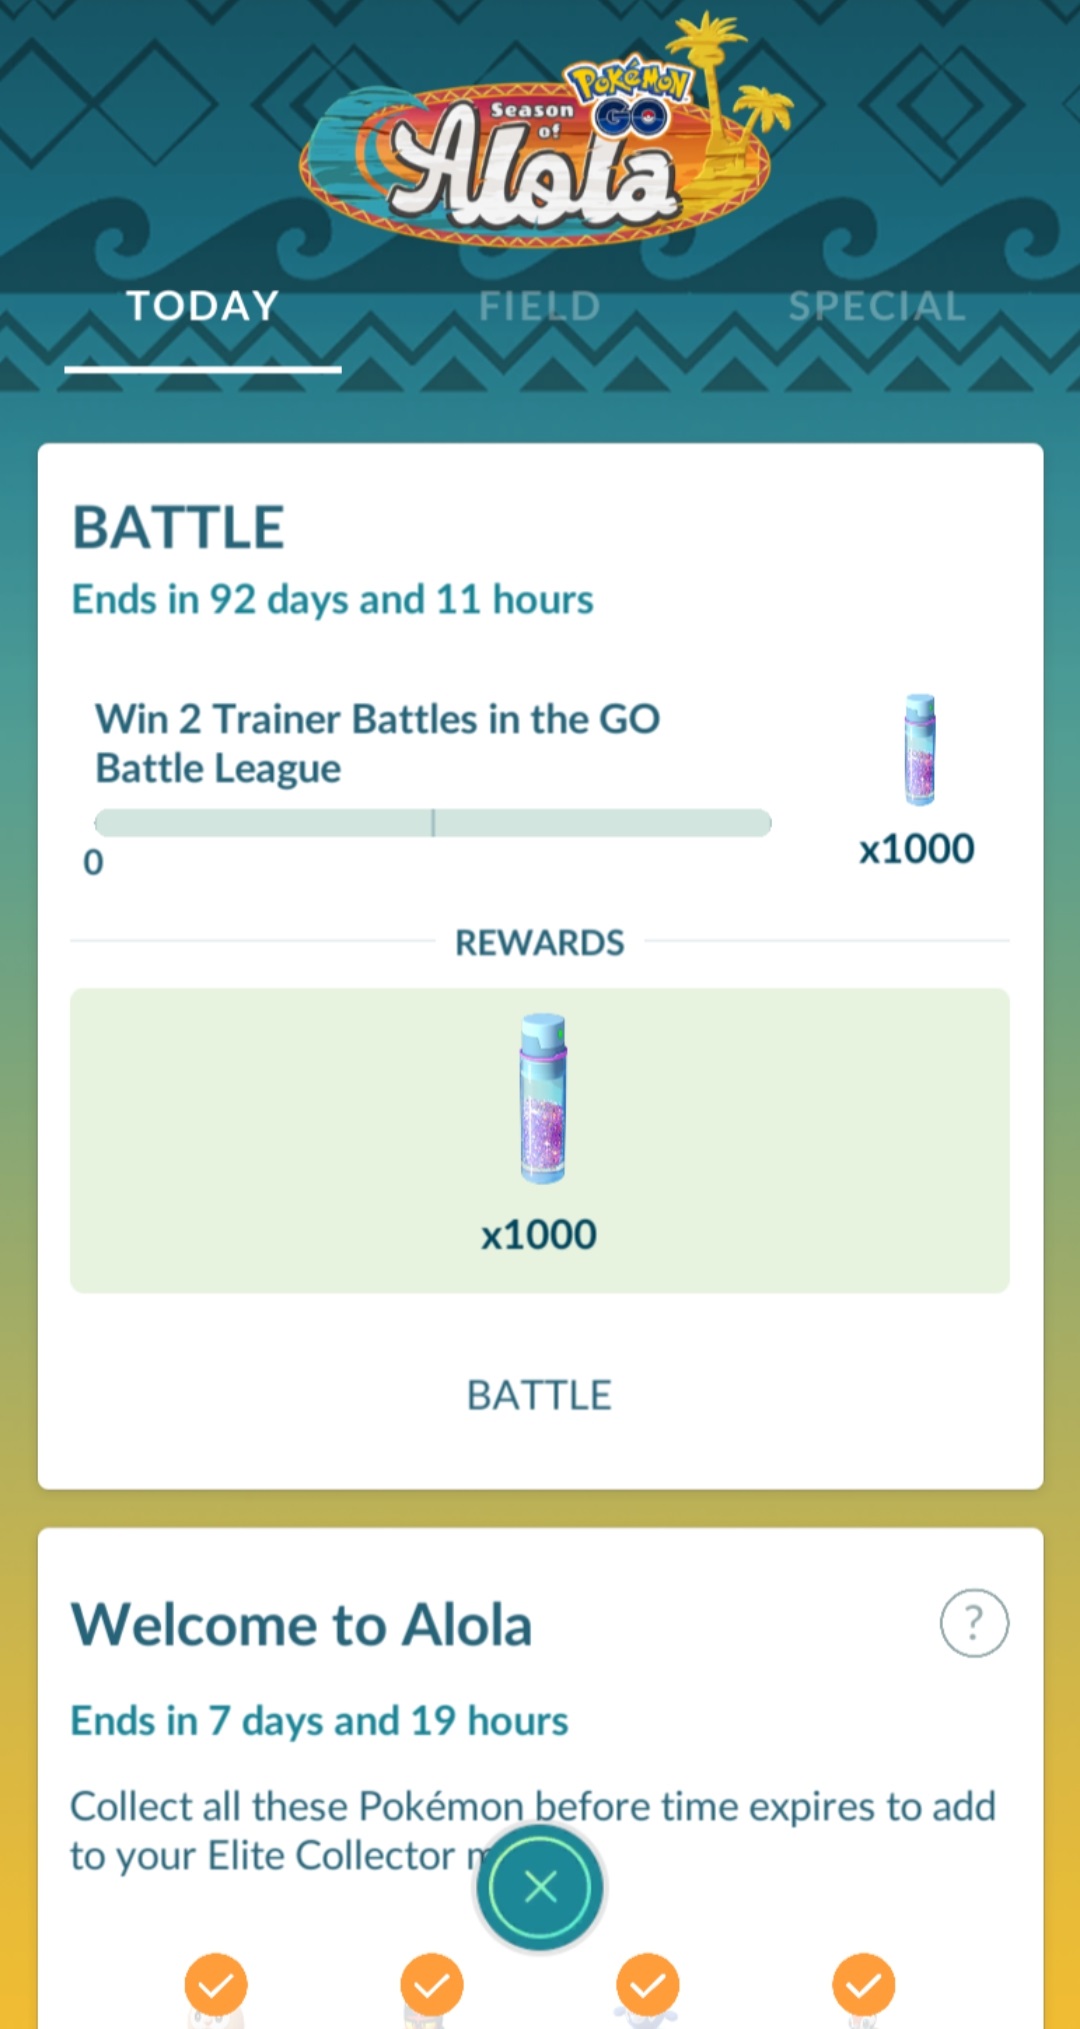 Pokémon
GO
Season
of
Alola
TODAY
FIELD
SPECIAL
BATTLE
Ends in 92 days and 11 hours
Win 2 Trainer Battles in the GO
Battle League
0
x1000
REWARDS
x1000
BATTLE
Welcome to Alola
?
Ends in 7 days and 19 hours
Collect all these Pokémon before time expires to add
to your Elite Collector